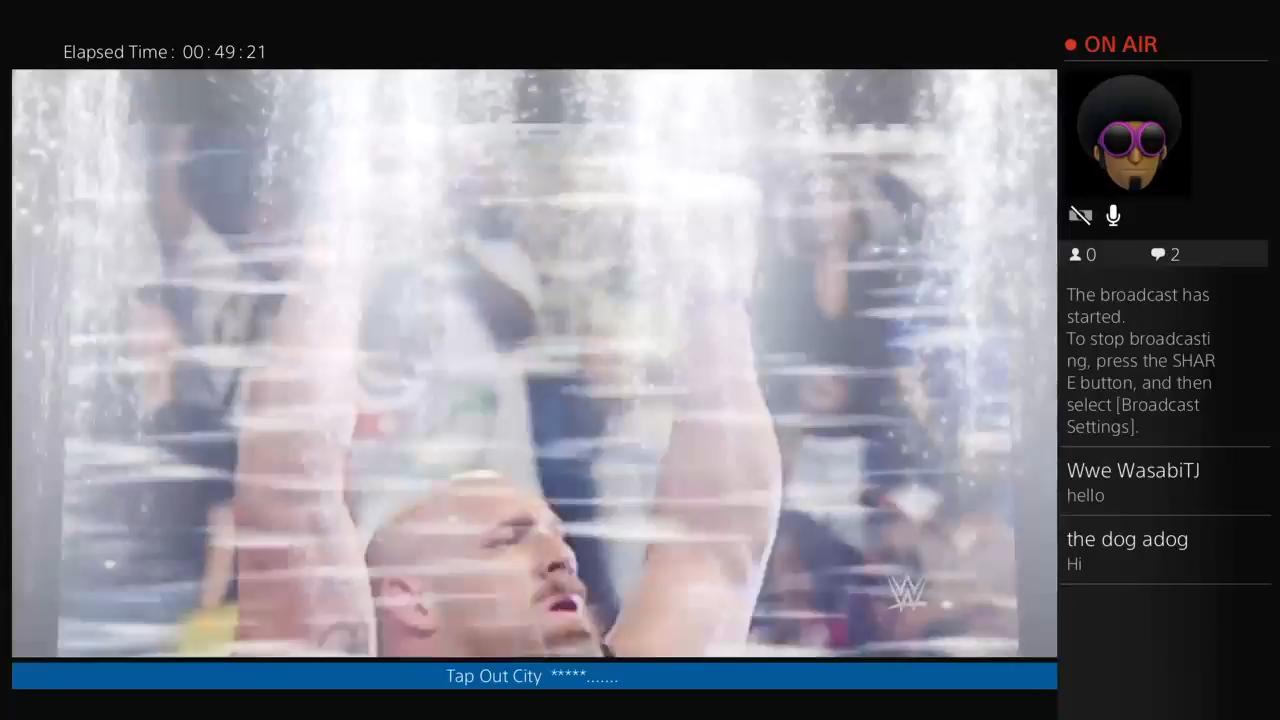 Elapsed Time: 00:49:21
ON AIR
0 2
The broadcast has
started.
To stop broadcasti
ng, press the SHAR
E button, and then
select [Broadcast
Settings].
Wwe WasabiTJ
hello
the dog adog
Hi
W
Tap Out City *****.......